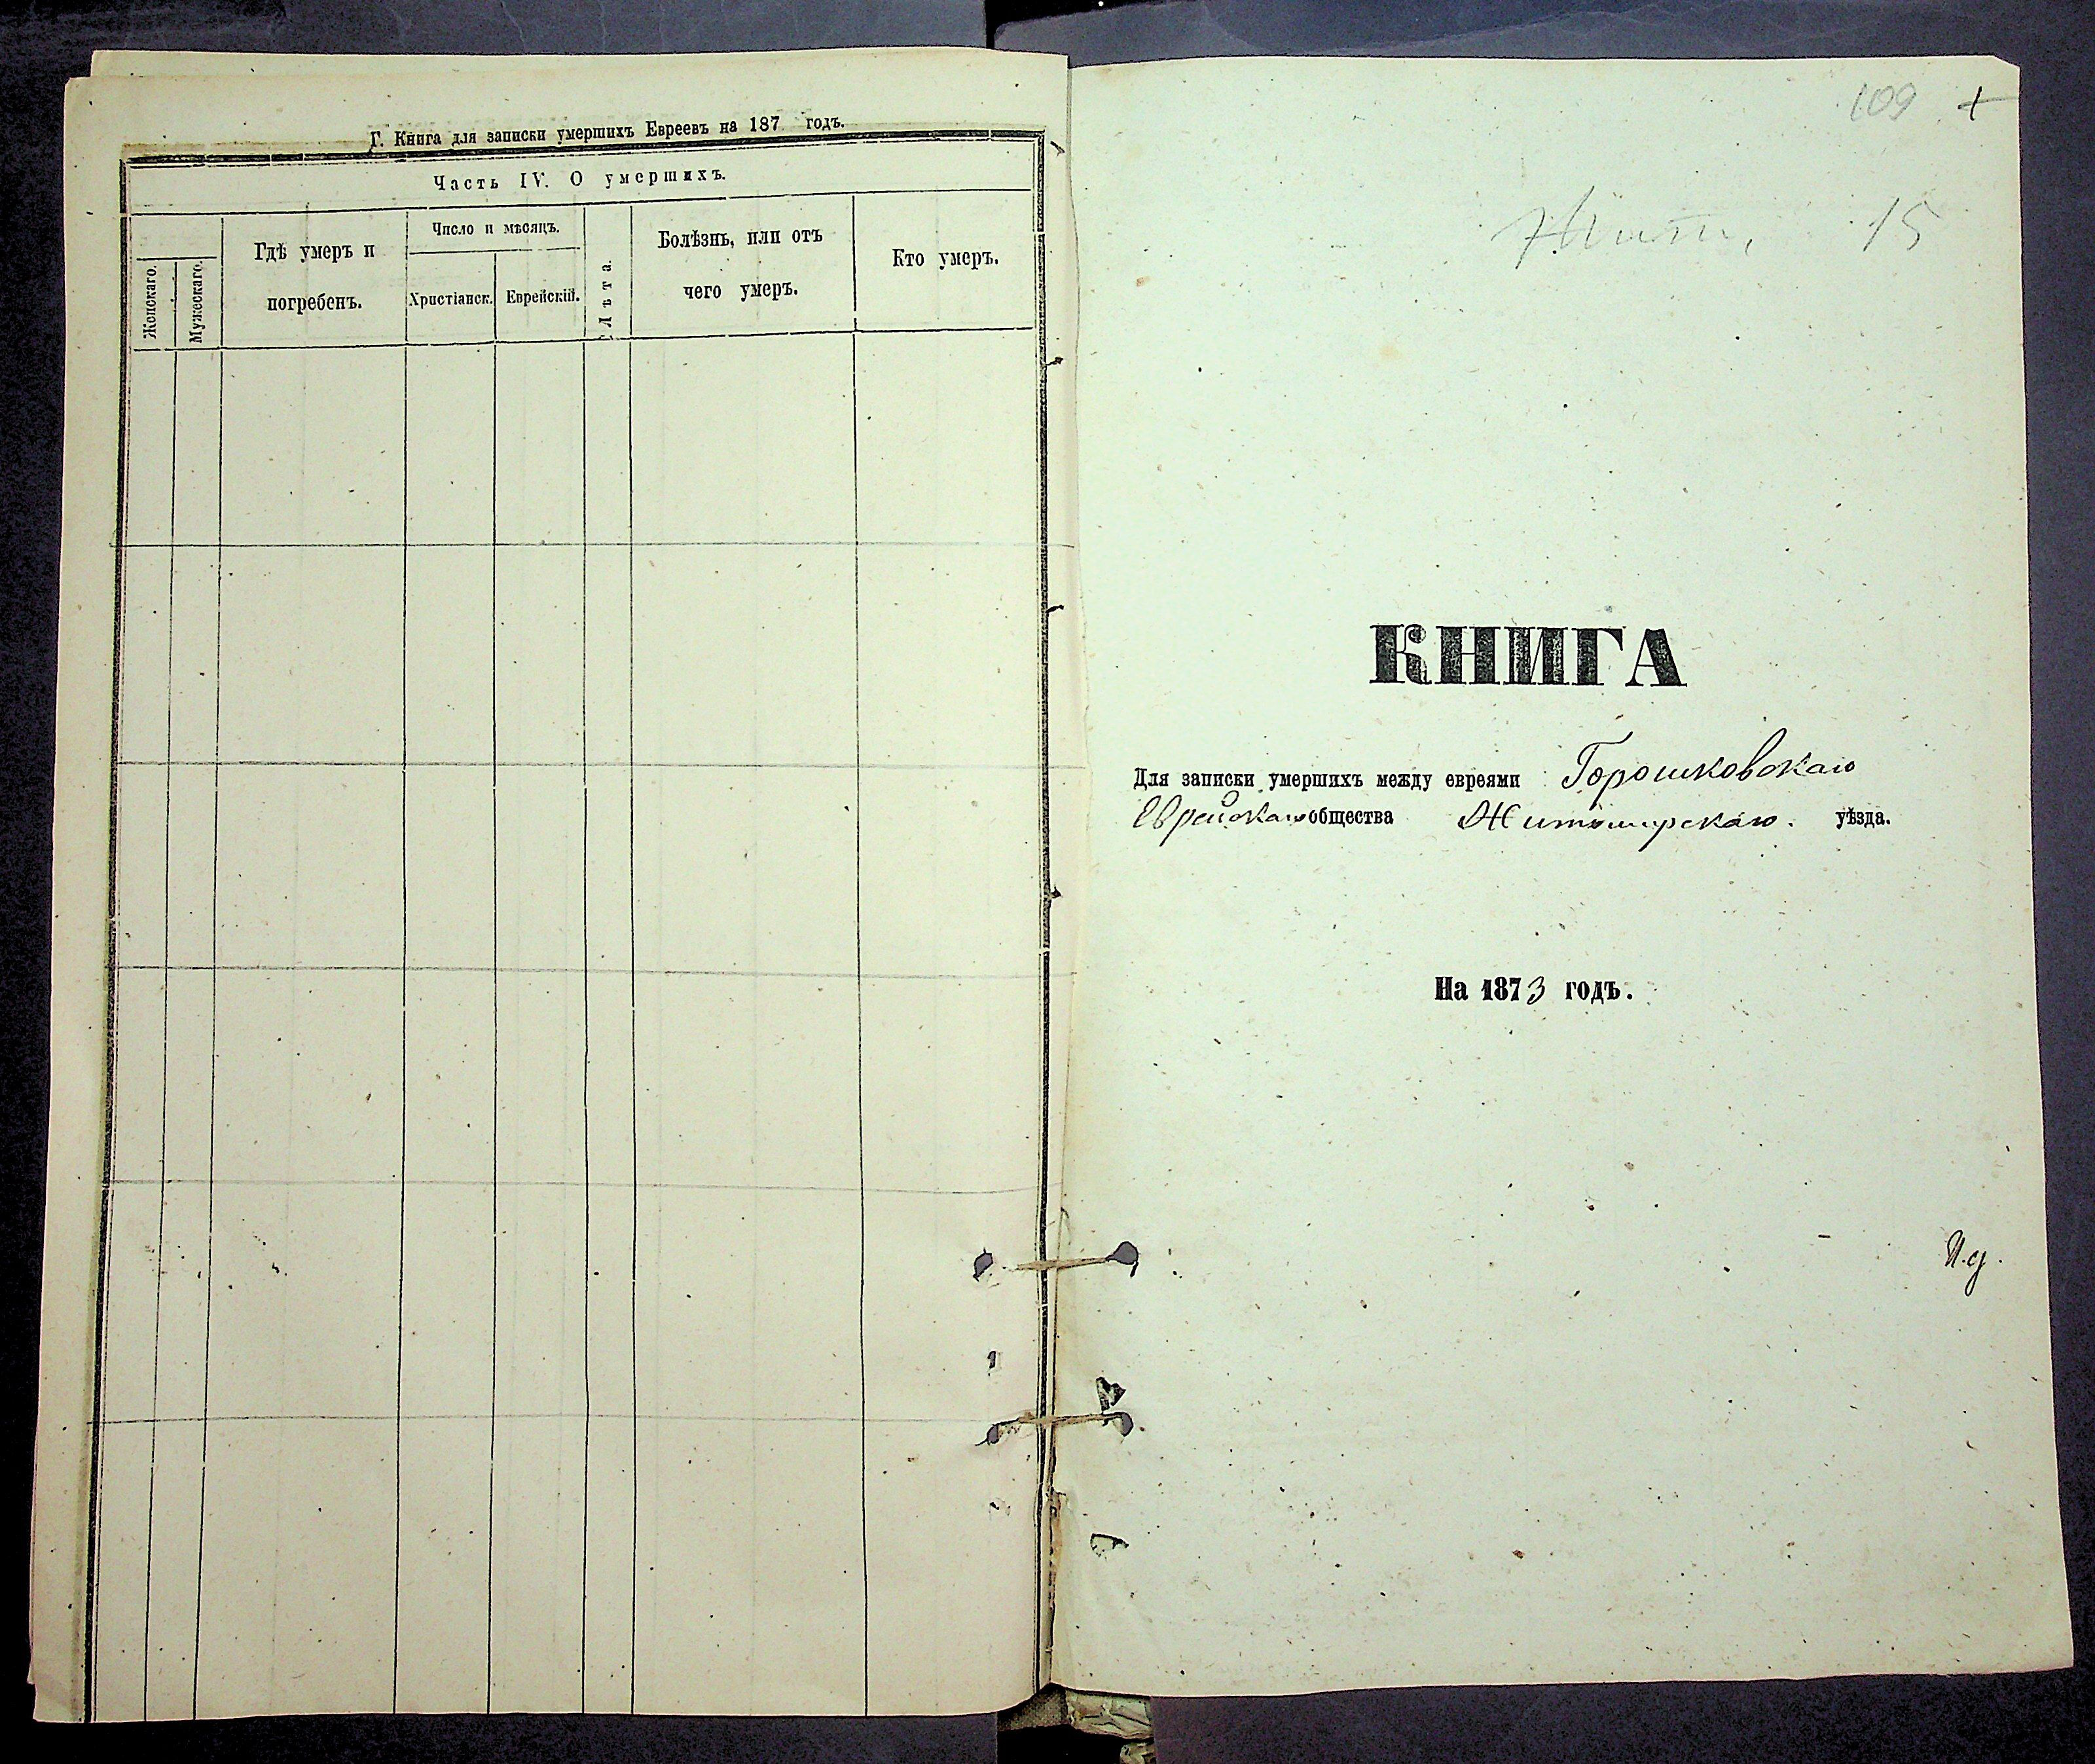 Г. Книга для записки умершихъ Евреевъ на 187 годъ.
Часть IV. О умершихъ.
Женскаго.
Мужескаго.
Гдѣ умеръ и
погребенъ.
Число и мѣсяцъ.
Христіанск.
Еврейскій.
Лѣта.
Болѣзнь, или отъ
чего умеръ.
Кто умеръ.
109 +
Жит. 15
КНИГА
Для записки умершихъ между евреями Горошковскаго
Еврейскаго общества Житомирскаго уѣзда.
На 1873 годъ.
И.д.